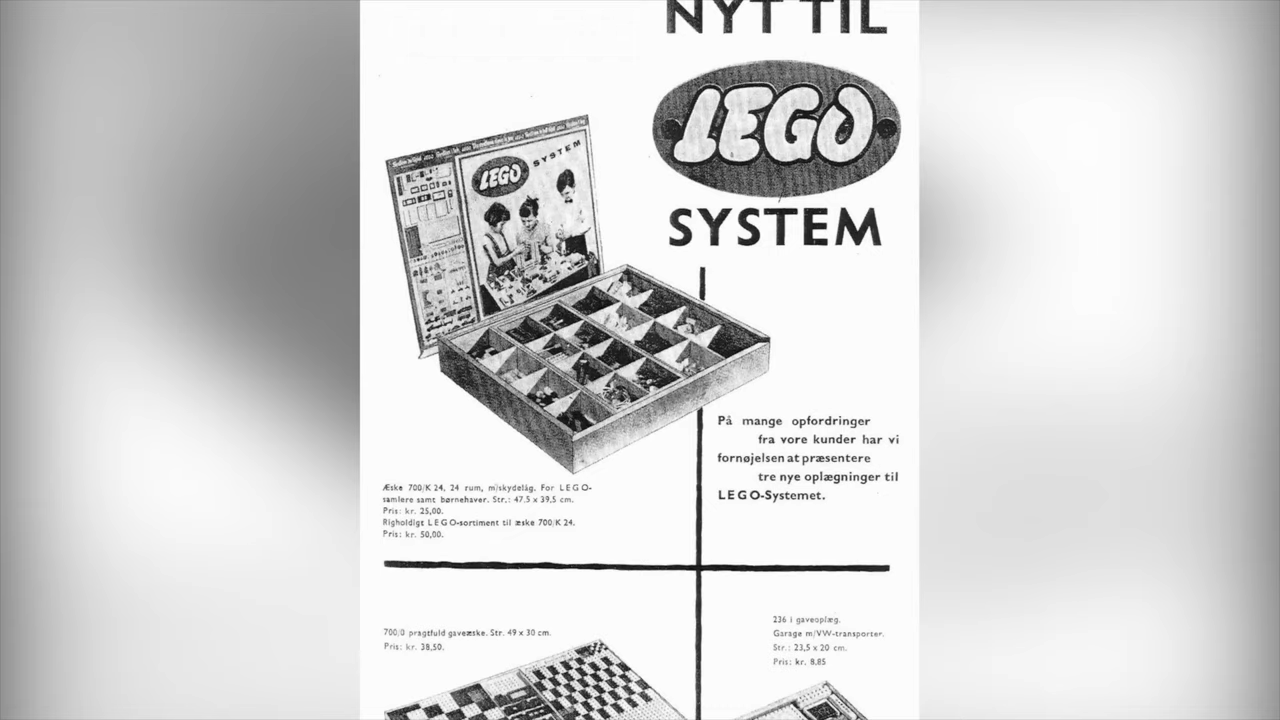 NYT TIL
LEGO
SYSTEM
LEGO SYSTEM
På mange opfordringer
fra vore kunder har vi
fornøjelsen at præsentere
tre nye oplægninger til
LEGO-Systemet.
Æske 700/K 24, 24 rum, m/skydelåg. For LEGO-
samlere samt børnehaver. Str.: 47.5 x 39,5 cm.
Pris: kr. 25,00.
Righoldigt LEGO-sortiment til æske 700/K 24.
Pris: kr. 50,00.
700/0 pragtfuld gaveæske. Str. 49 x 30 cm.
Pris: kr. 38,50.
236 i gaveoplæg.
Garage m/VW-transporter.
Str.: 23,5 x 20 cm.
Pris: kr. 8,85